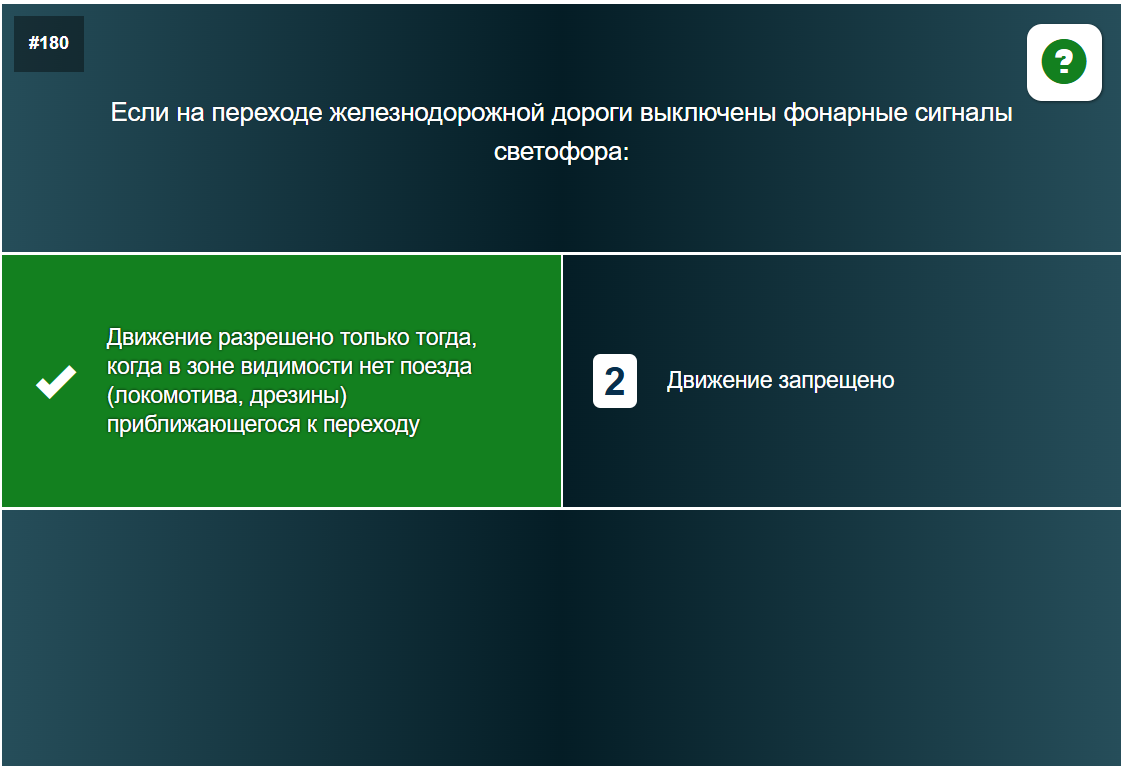 #180
?
Если на переходе железнодорожной дороги выключены фонарные сигналы
светофора:
Движение разрешено только тогда,
когда в зоне видимости нет поезда
(локомотива, дрезины)
приближающегося к переходу
2
Движение запрещено